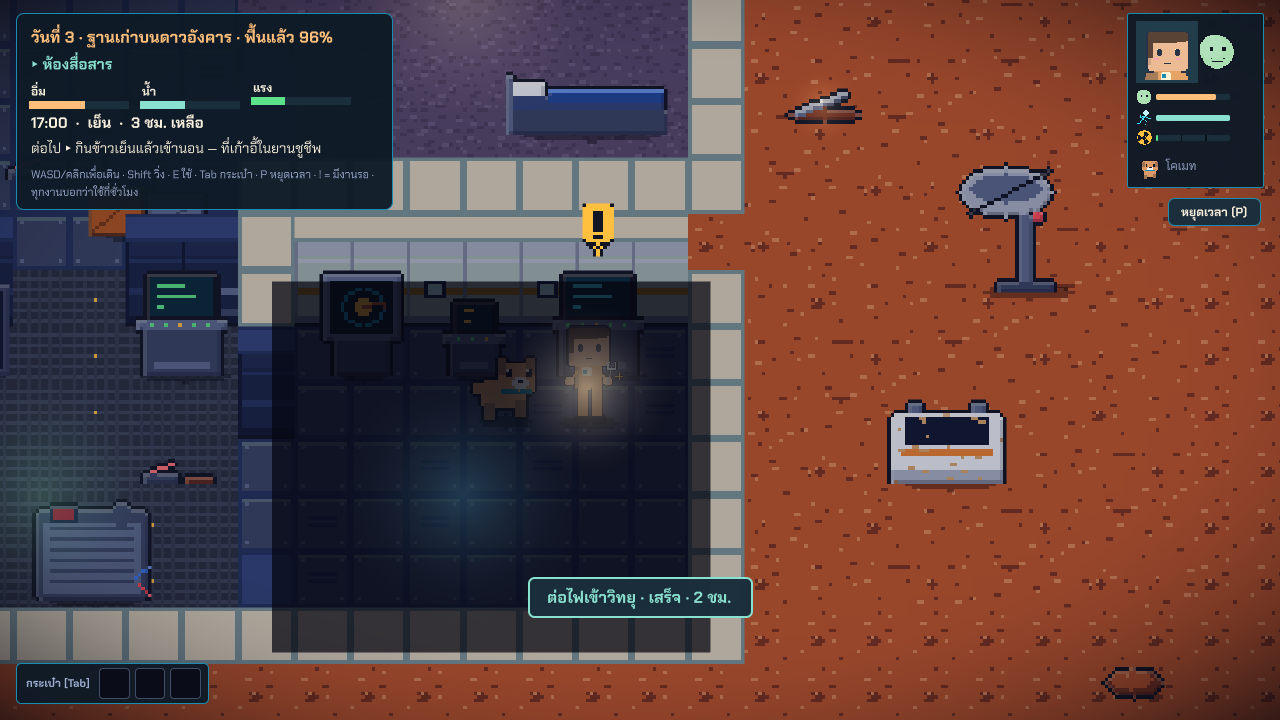 วันที่ 3 · ฐานเก่าบนดาวอังคาร · ฟื้นแล้ว 96%
‣ ห้องสื่อสาร
อิ่ม น้ำ แรง
17:00 · เย็น · 3 ชม. เหลือ
ต่อไป ‣ กินข้าวเย็นแล้วเข้านอน — ที่เก้าอี้ในยานชูชีพ
WASD/คลิกเพื่อเดิน · Shift วิ่ง · E ใช้ · Tab กระเป๋า · P หยุดเวลา · ! = มีงานรอ ·
ทุกงานบอกว่าใช้กี่ชั่วโมง
โคเมท
หยุดเวลา (P)
ต่อไฟเข้าวิทยุ · เสร็จ · 2 ชม.
กระเป๋า [Tab]